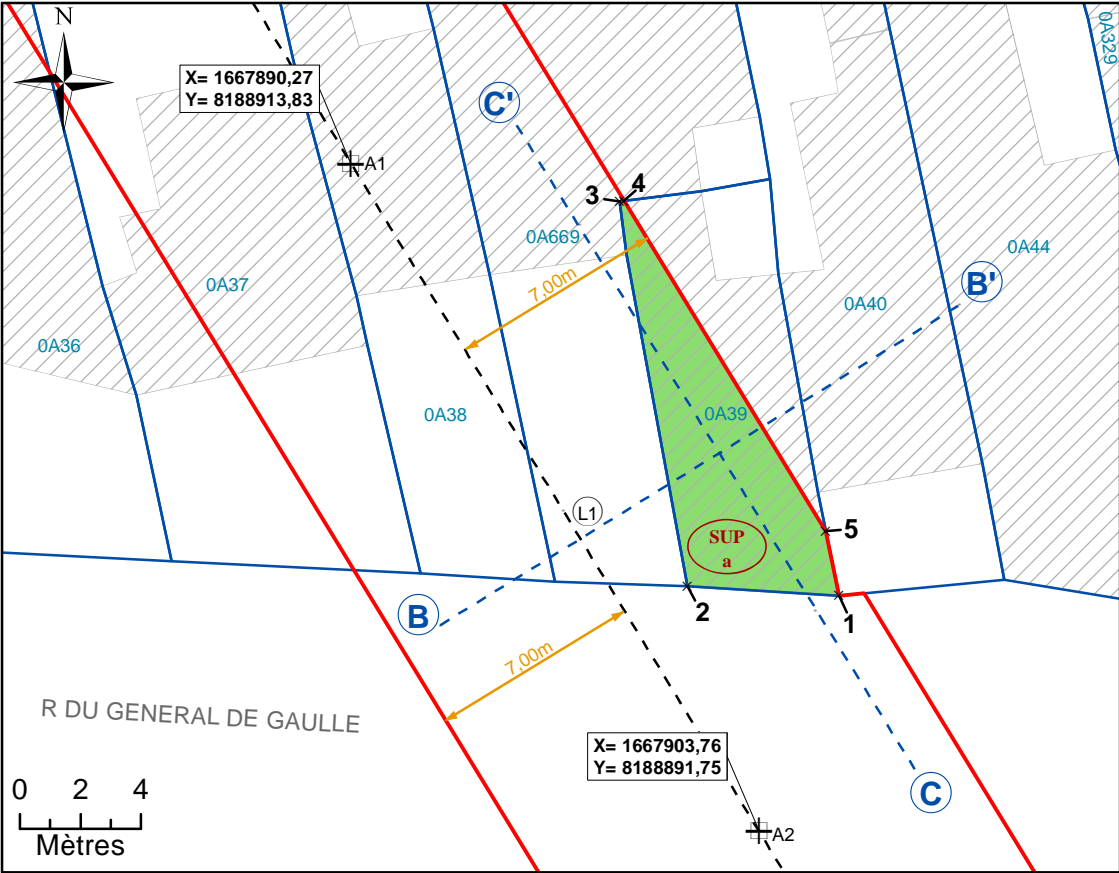 N
0A329
X= 1667890,27
Y= 8188913,83
C'
A1
3
4
0A669
0A44
B'
0A37
7,00m
0A40
0A36
0A38
0A39
L1
SUP
a
5
B
2
1
7,00m
R DU GENERAL DE GAULLE
X= 1667903,76
Y= 8188891,75
C
0 2 4
Mètres
A2